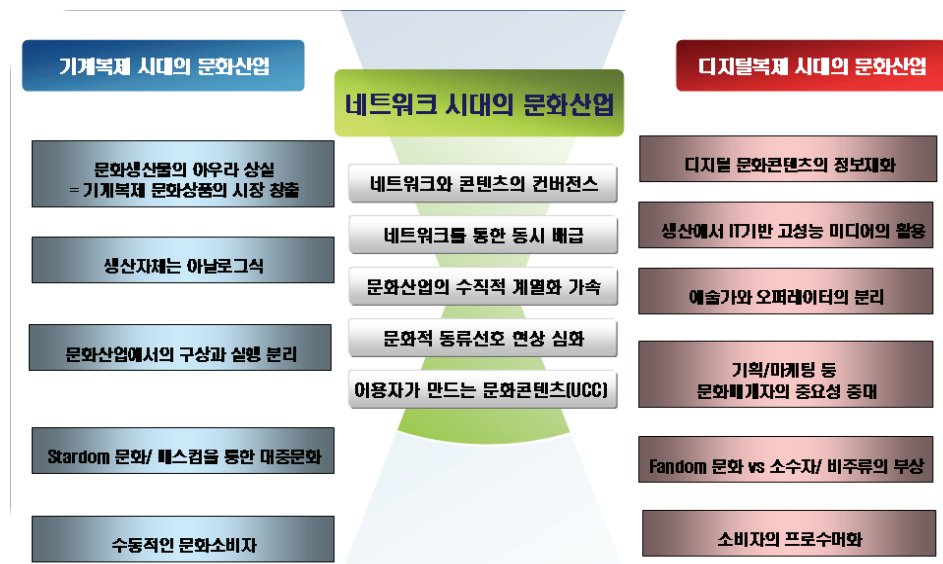 기계복제 시대의 문화산업
문화생산물의 아우라 상실
= 기계복제 문화상품의 시장 창출
생산자체는 아날로그식
문화산업에서의 구상과 실행 분리
Stardom 문화/ 매스컴을 통한 대중문화
수동적인 문화소비자
네트워크 시대의 문화산업
네트워크와 콘텐츠의 컨버전스
네트워크를 통한 동시 배급
문화산업의 수직적 계열화 가속
문화적 동류선호 현상 심화
이용자가 만드는 문화콘텐츠(UCC)
디지털복제 시대의 문화산업
디지털 문화콘텐츠의 정보재화
생산에서 IT기반 고성능 미디어의 활용
예술가와 오퍼레이터의 분리
기획/마케팅 등
문화매개자의 중요성 증대
Fandom 문화 vs 소수자/ 비주류의 부상
소비자의 프로슈머화